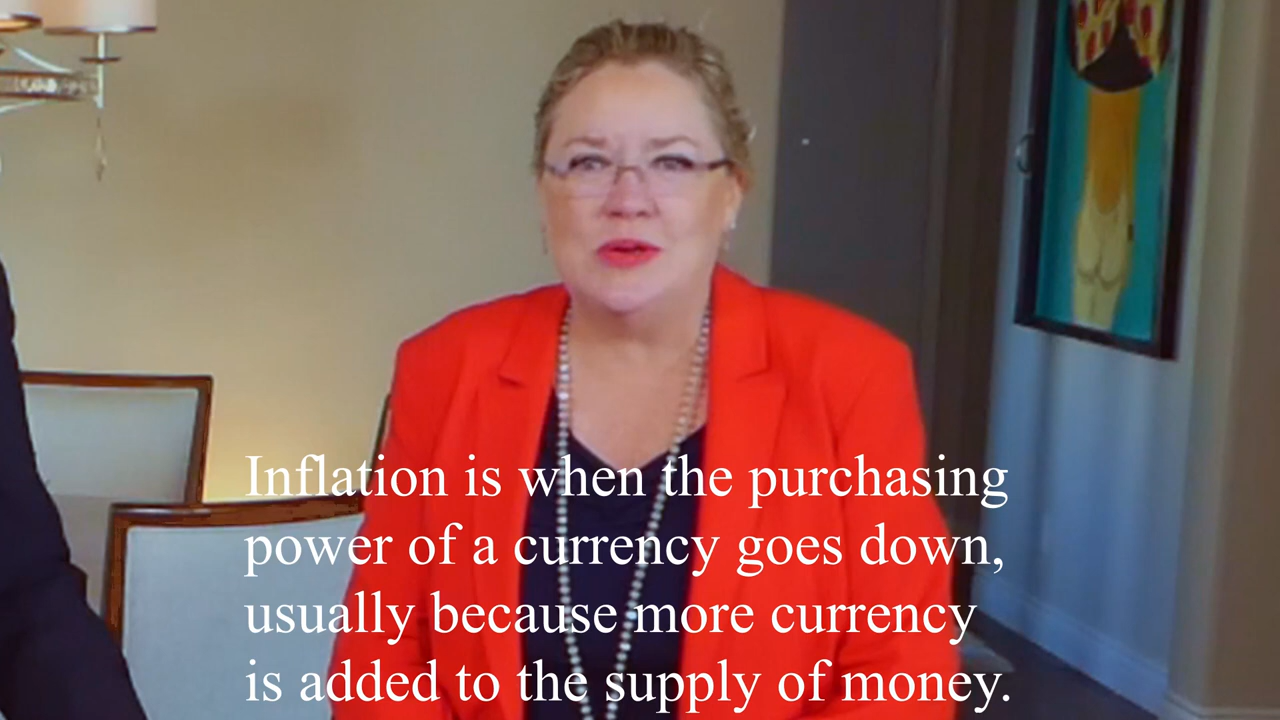 Inflation is when the purchasing
power of a currency goes down,
usually because more currency
is added to the supply of money.